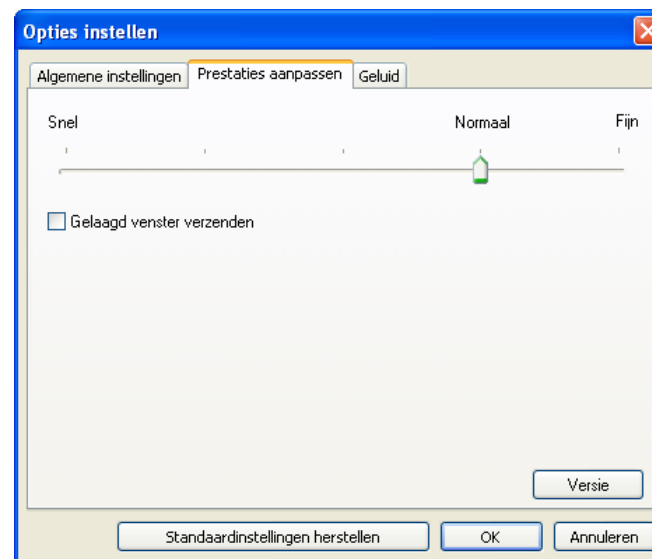 Opties instellen
Algemene instellingen Prestaties aanpassen Geluid
Snel Normaal Fijn
Gelaagd venster verzenden
Versie
Standaardinstellingen herstellen OK Annuleren